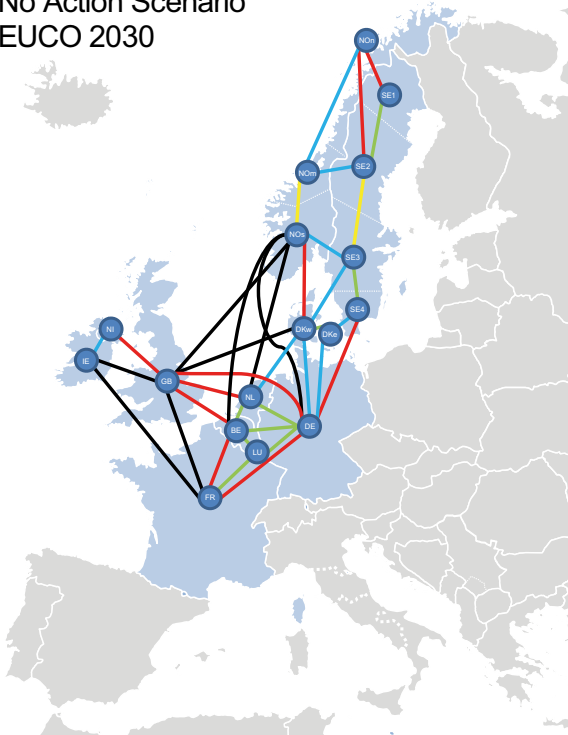 No Action Scenario
EUCO 2030
NOn
SE1
SE2
NOm
NOs
SE3
SE4
NI
DKw
DKe
IE
GB
NL
DE
BE
LU
FR